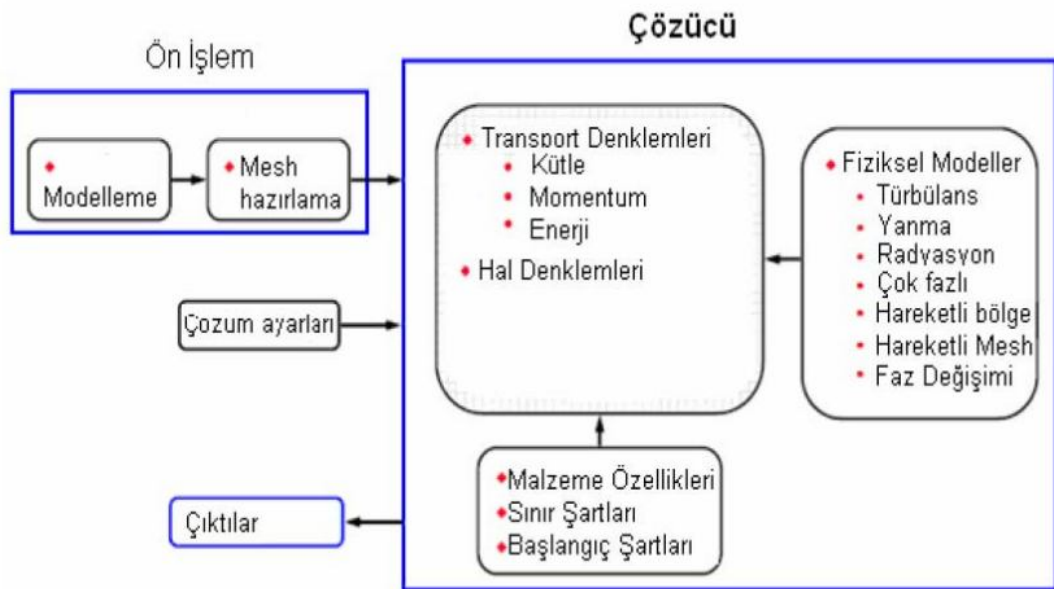 Çözücü
Ön İşlem
Modelleme
Mesh
hazırlama
Transport Denklemleri
Kütle
Momentum
Enerji
Hal Denklemleri
Fiziksel Modeller
Türbülans
Yanma
Radyasyon
Çok fazlı
Hareketli bölge
Hareketli Mesh
Faz Değişimi
Çozum ayarları
Malzeme Özellikleri
Sınır Şartları
Başlangıç Şartları
Çıktılar